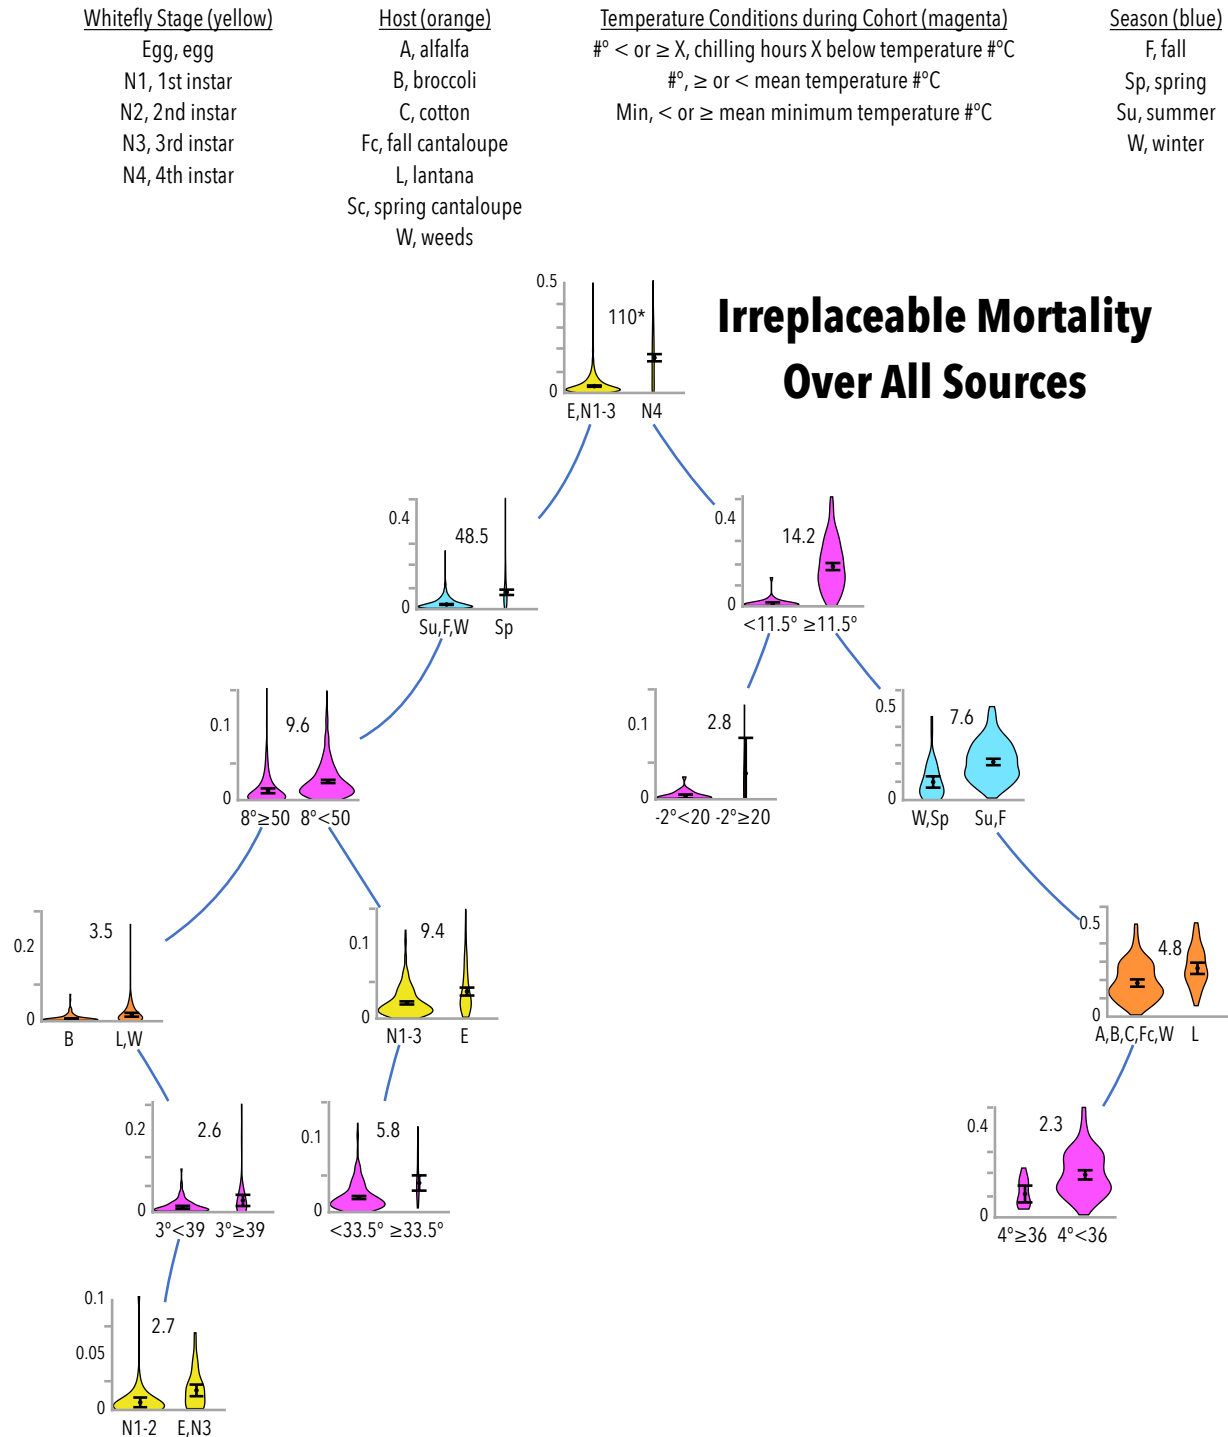 Whitefly Stage (yellow)
Egg, egg
N1, 1st instar
N2, 2nd instar
N3, 3rd instar
N4, 4th instar
Host (orange)
A, alfalfa
B, broccoli
C, cotton
Fc, fall cantaloupe
L, lantana
Sc, spring cantaloupe
W, weeds
Temperature Conditions during Cohort (magenta)
#º < or ≥ X, chilling hours X below temperature #ºC
#º, ≥ or < mean temperature #ºC
Min, < or ≥ mean minimum temperature #ºC
Season (blue)
F, fall
Sp, spring
Su, summer
W, winter
Irreplaceable Mortality
Over All Sources
0.5
110*
0
E,N1-3 N4
0.4
48.5
0
Su,F,W Sp
0.4
14.2
0
<11.5° ≥11.5°
0.1
9.6
0
8°≥50 8°<50
0.1
2.8
0
-2°<20 -2°≥20
0.5
7.6
0
W,Sp Su,F
0.2
3.5
0
B L,W
0.1
9.4
0
N1-3 E
0.5
4.8
0
A,B,C,Fc,W L
0.2
2.6
0
3°<39 3°≥39
0.1
5.8
0
<33.5° ≥33.5°
0.4
2.3
0
4°≥36 4°<36
0.1
2.7
0.05
0
N1-2 E,N3